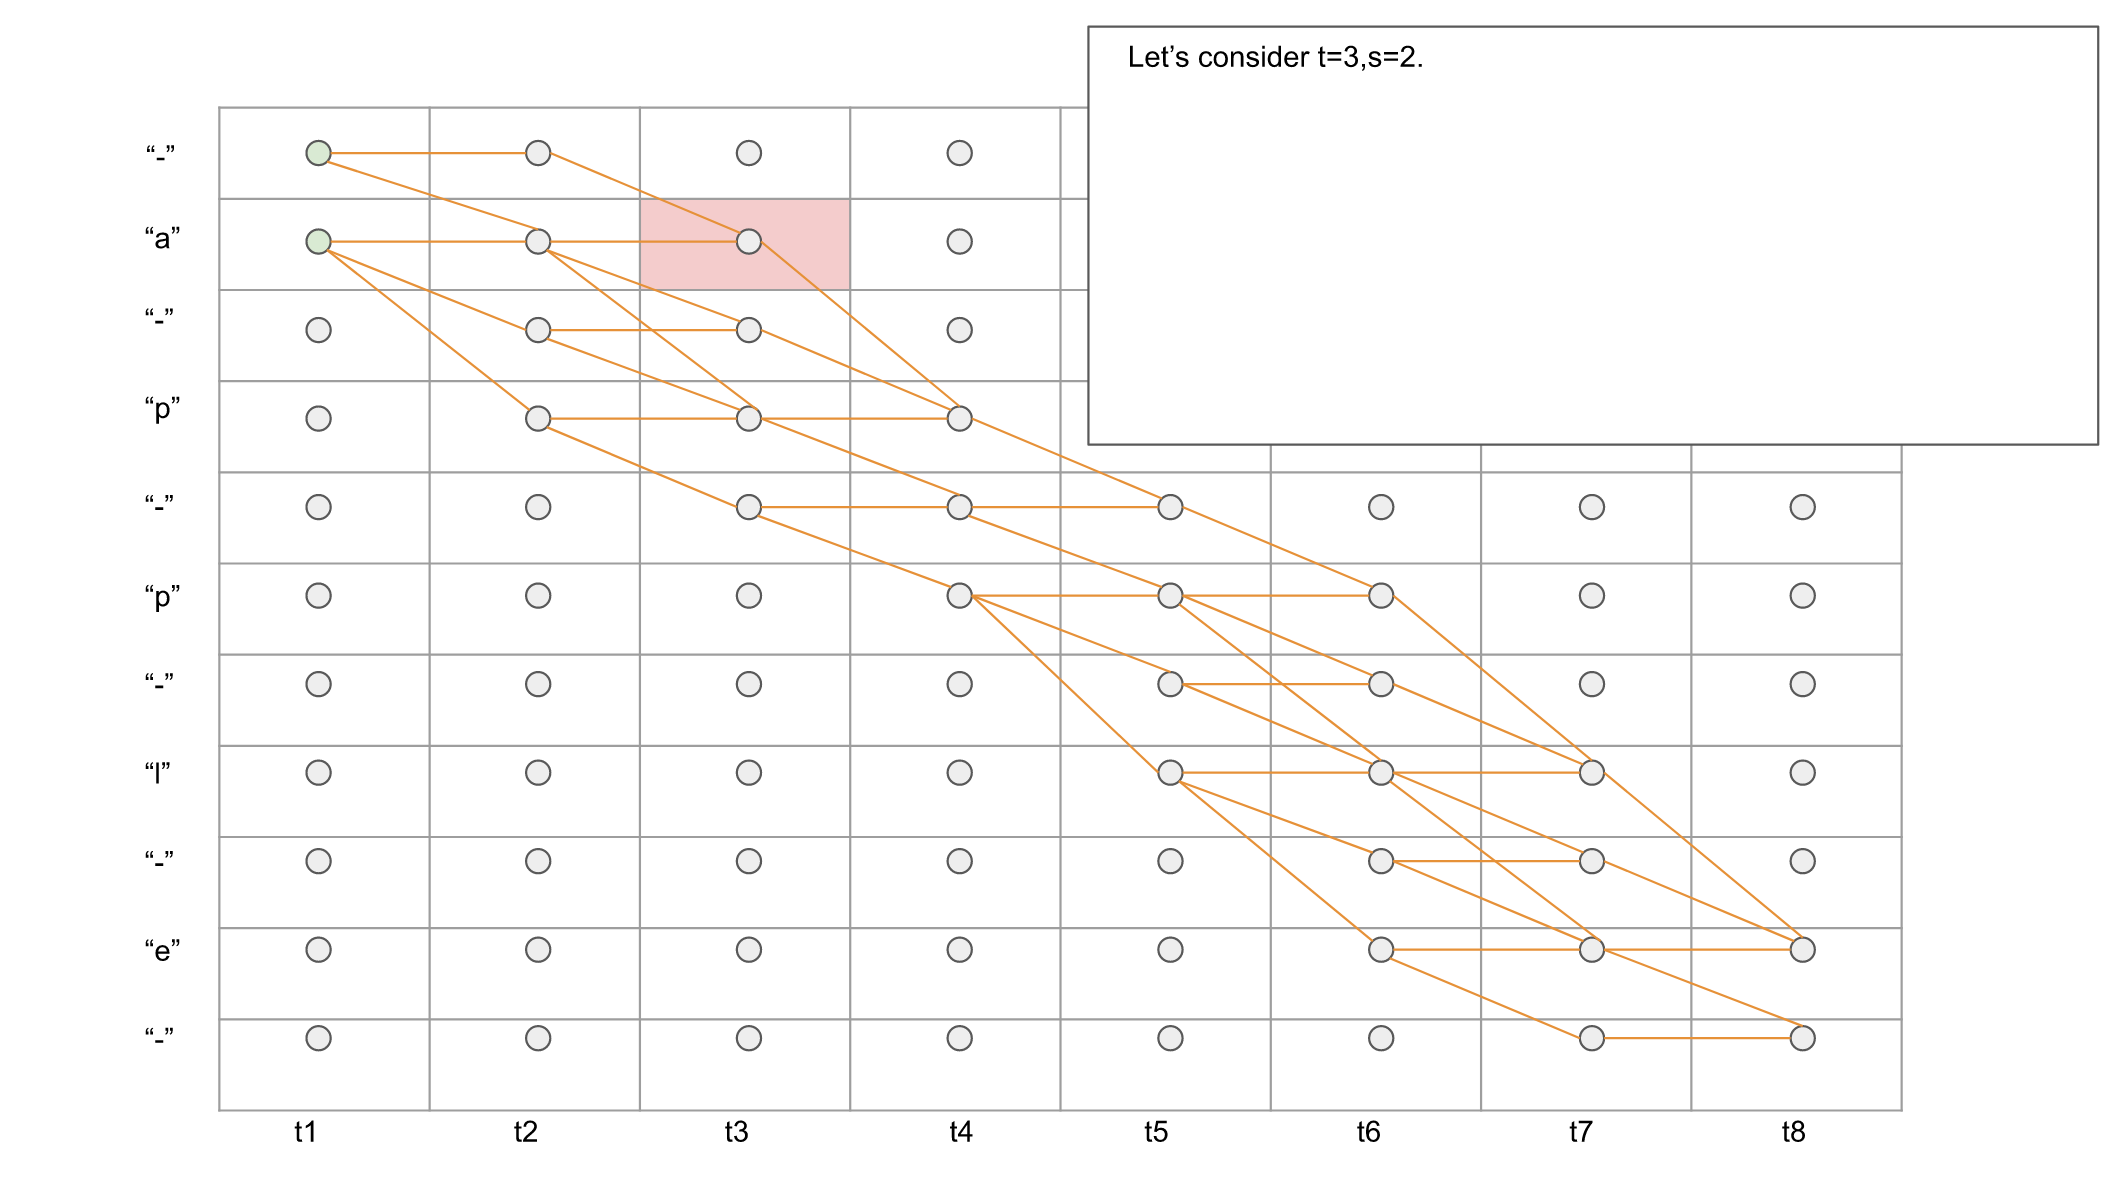 Let’s consider t=3,s=2.
“-”
“a”
“-”
“p”
“-”
“p”
“-”
“l”
“-”
“e”
“-”
t1 t2 t3 t4 t5 t6 t7 t8